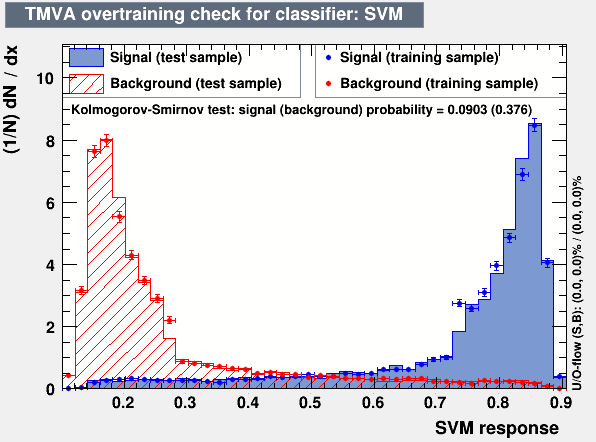 TMVA overtraining check for classifier: SVM
(1/N) dN / dx
Signal (test sample)
Background (test sample)
Signal (training sample)
Background (training sample)
Kolmogorov-Smirnov test: signal (background) probability = 0.0903 (0.376)
10
8
6
4
2
0
0.2
0.3
0.4
0.5
0.6
0.7
0.8
0.9
SVM response
U/O-flow (S,B): (0.0, 0.0)% / (0.0, 0.0)%